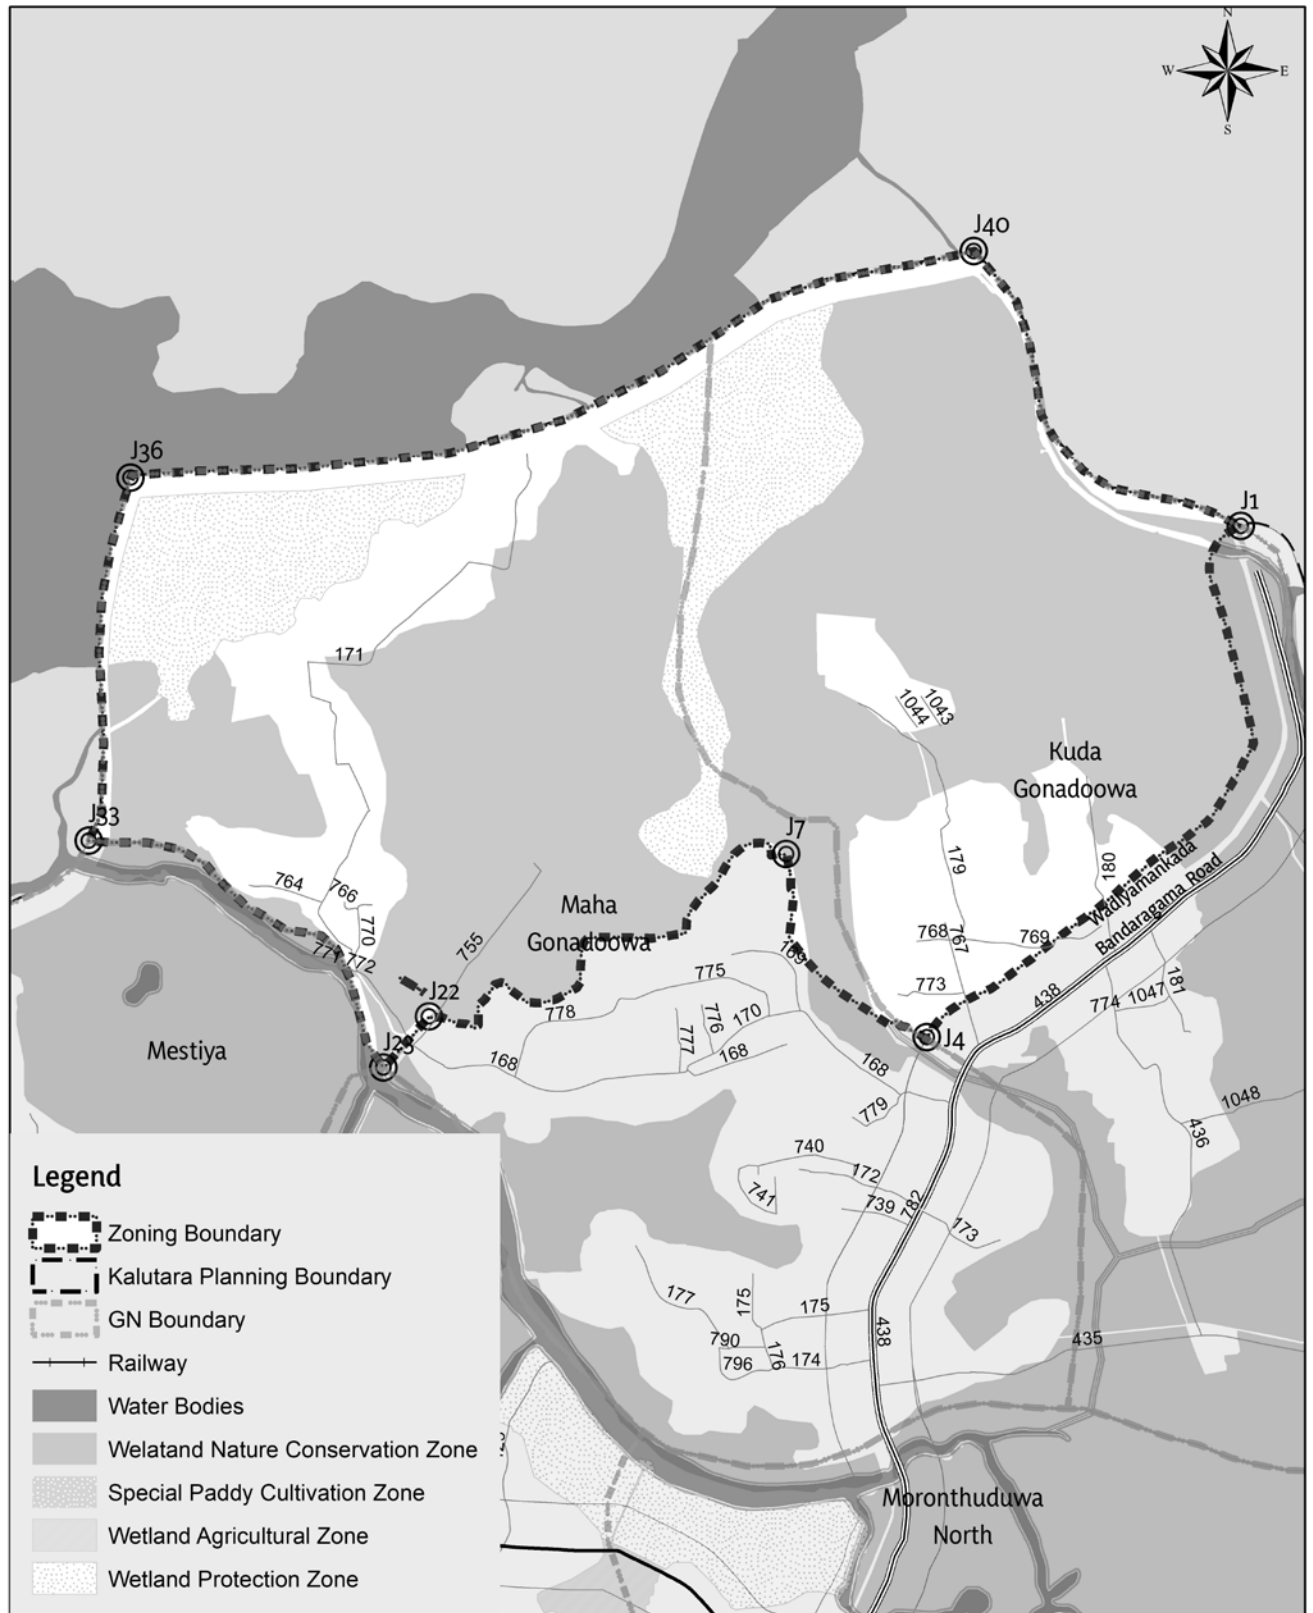 N
W E
S
J40
J36
J1
171
1044
1043
Kuda
Gonadoowa
J33
J7
179
180
764
766
770
Maha
Gonadoowa
755
771
772
768
767
769
Wadiyamankada
Bandaragama Road
169
775
773
438
774
1047
181
J22
778
776
170
777
J4
J23
Mestiya
168
168
168
779
1048
436
740
172
741
739
782
173
177
175
175
438
790
796
176
174
435
Moronthuduwa
North
Legend
Zoning Boundary
Kalutara Planning Boundary
GN Boundary
Railway
Water Bodies
Welatand Nature Conservation Zone
Special Paddy Cultivation Zone
Wetland Agricultural Zone
Wetland Protection Zone